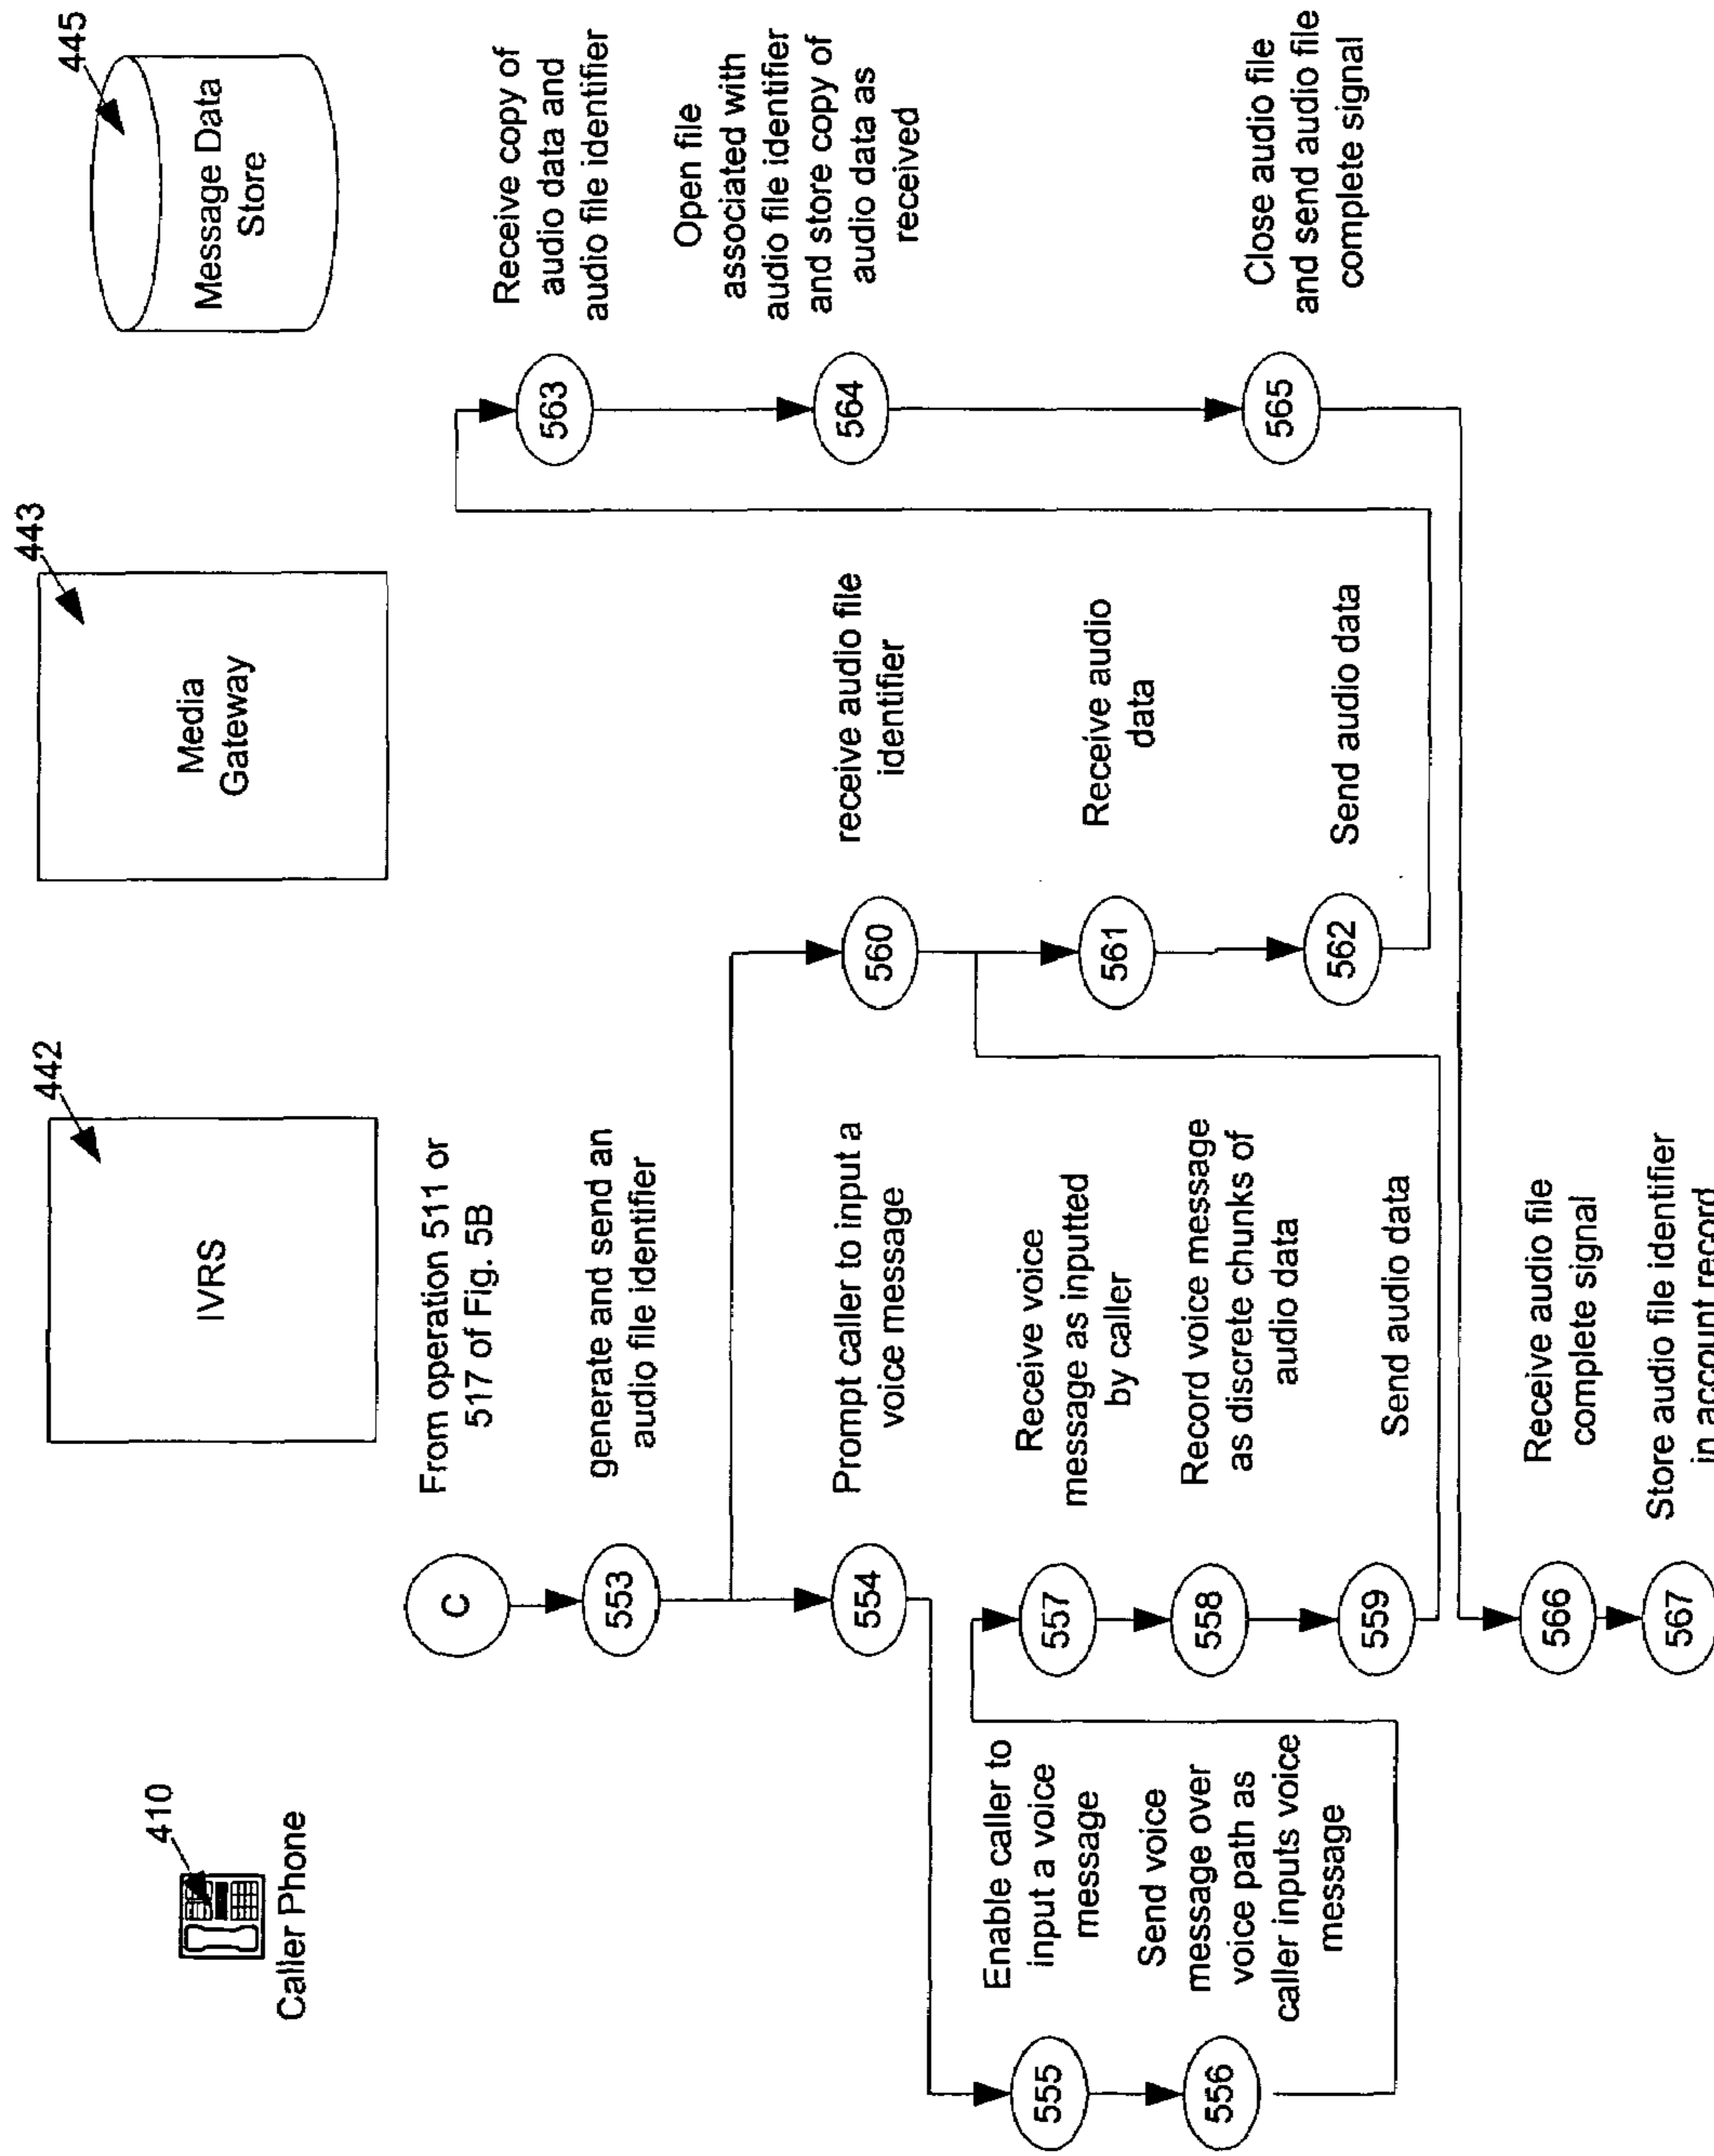 410
Caller Phone
442
IVRS
443
Media
Gateway
445
Message Data
Store
C
From operation 511 or
517 of Fig. 5B
553
generate and send an
audio file identifier
554
Prompt caller to input a
voice message
555
Enable caller to
input a voice
message
556
Send voice
message over
voice path as
caller inputs voice
message
557
Receive voice
message as inputted
by caller
558
Record voice message
as discrete chunks of
audio data
559
Send audio data
560
receive audio file
identifier
561
Receive audio
data
562
Send audio data
563
Receive copy of
audio data and
audio file identifier
564
Open file
associated with
audio file identifier
and store copy of
audio data as
received
565
Close audio file
and send audio file
complete signal
566
Receive audio file
complete signal
567
Store audio file identifier
in account record